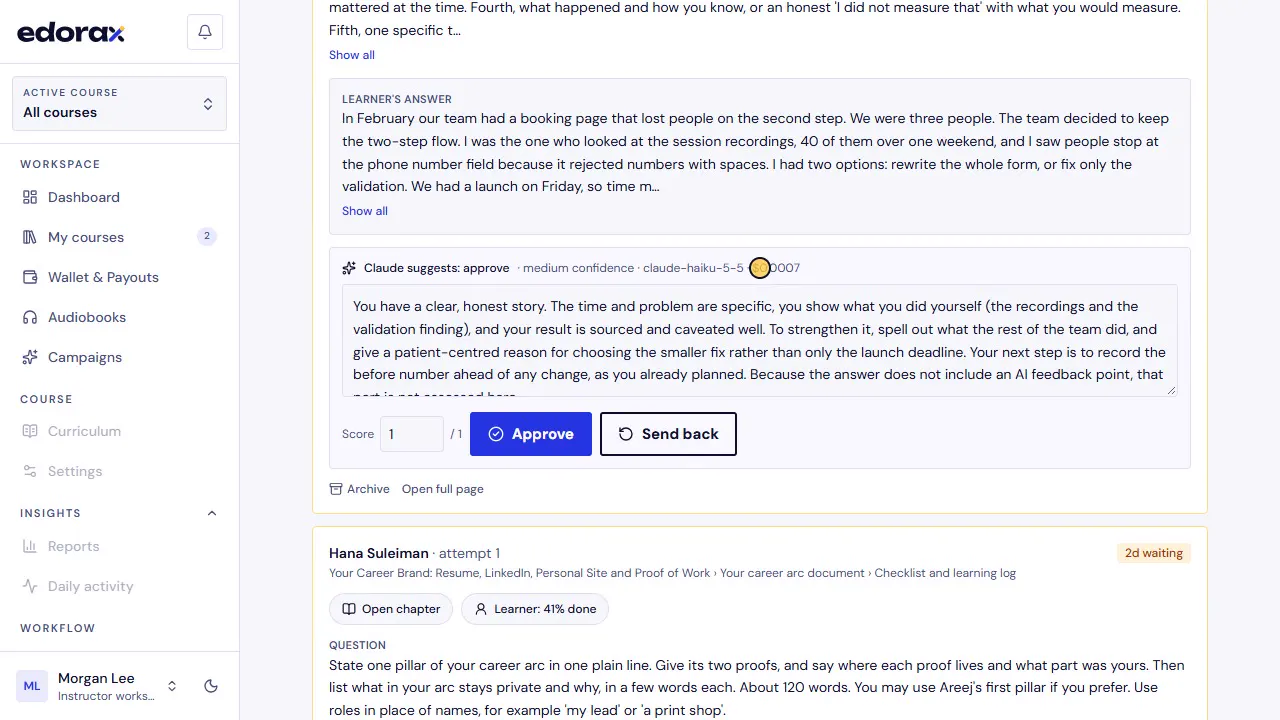 edorax
ACTIVE COURSE
All courses
WORKSPACE
Dashboard
My courses
2
Wallet & Payouts
Audiobooks
Campaigns
COURSE
Curriculum
Settings
INSIGHTS
Reports
Daily activity
WORKFLOW
ML
Morgan Lee
Instructor works...
mattered at the time. Fourth, what happened and how you know, or an honest 'I did not measure that' with what you would measure.
Fifth, one specific t...
Show all
LEARNER'S ANSWER
In February our team had a booking page that lost people on the second step. We were three people. The team decided to keep
the two-step flow. I was the one who looked at the session recordings, 40 of them over one weekend, and I saw people stop at
the phone number field because it rejected numbers with spaces. I had two options: rewrite the whole form, or fix only the
validation. We had a launch on Friday, so time m...
Show all
Claude suggests: approve · medium confidence · claude-haiku-5-5 ·
You have a clear, honest story. The time and problem are specific, you show what you did yourself (the recordings and the
validation finding), and your result is sourced and caveated well. To strengthen it, spell out what the rest of the team did, and
give a patient-centred reason for choosing the smaller fix rather than only the launch deadline. Your next step is to record the
before number ahead of any change, as you already planned. Because the answer does not include an AI feedback point, that
Score 1 / 1 Approve Send back
Archive Open full page
Hana Suleiman · attempt 1
2d waiting
Your Career Brand: Resume, LinkedIn, Personal Site and Proof of Work › Your career arc document › Checklist and learning log
Open chapter Learner: 41% done
QUESTION
State one pillar of your career arc in one plain line. Give its two proofs, and say where each proof lives and what part was yours. Then
list what in your arc stays private and why, in a few words each. About 120 words. You may use Areej's first pillar if you prefer. Use
roles in place of names, for example 'my lead' or 'a print shop'.